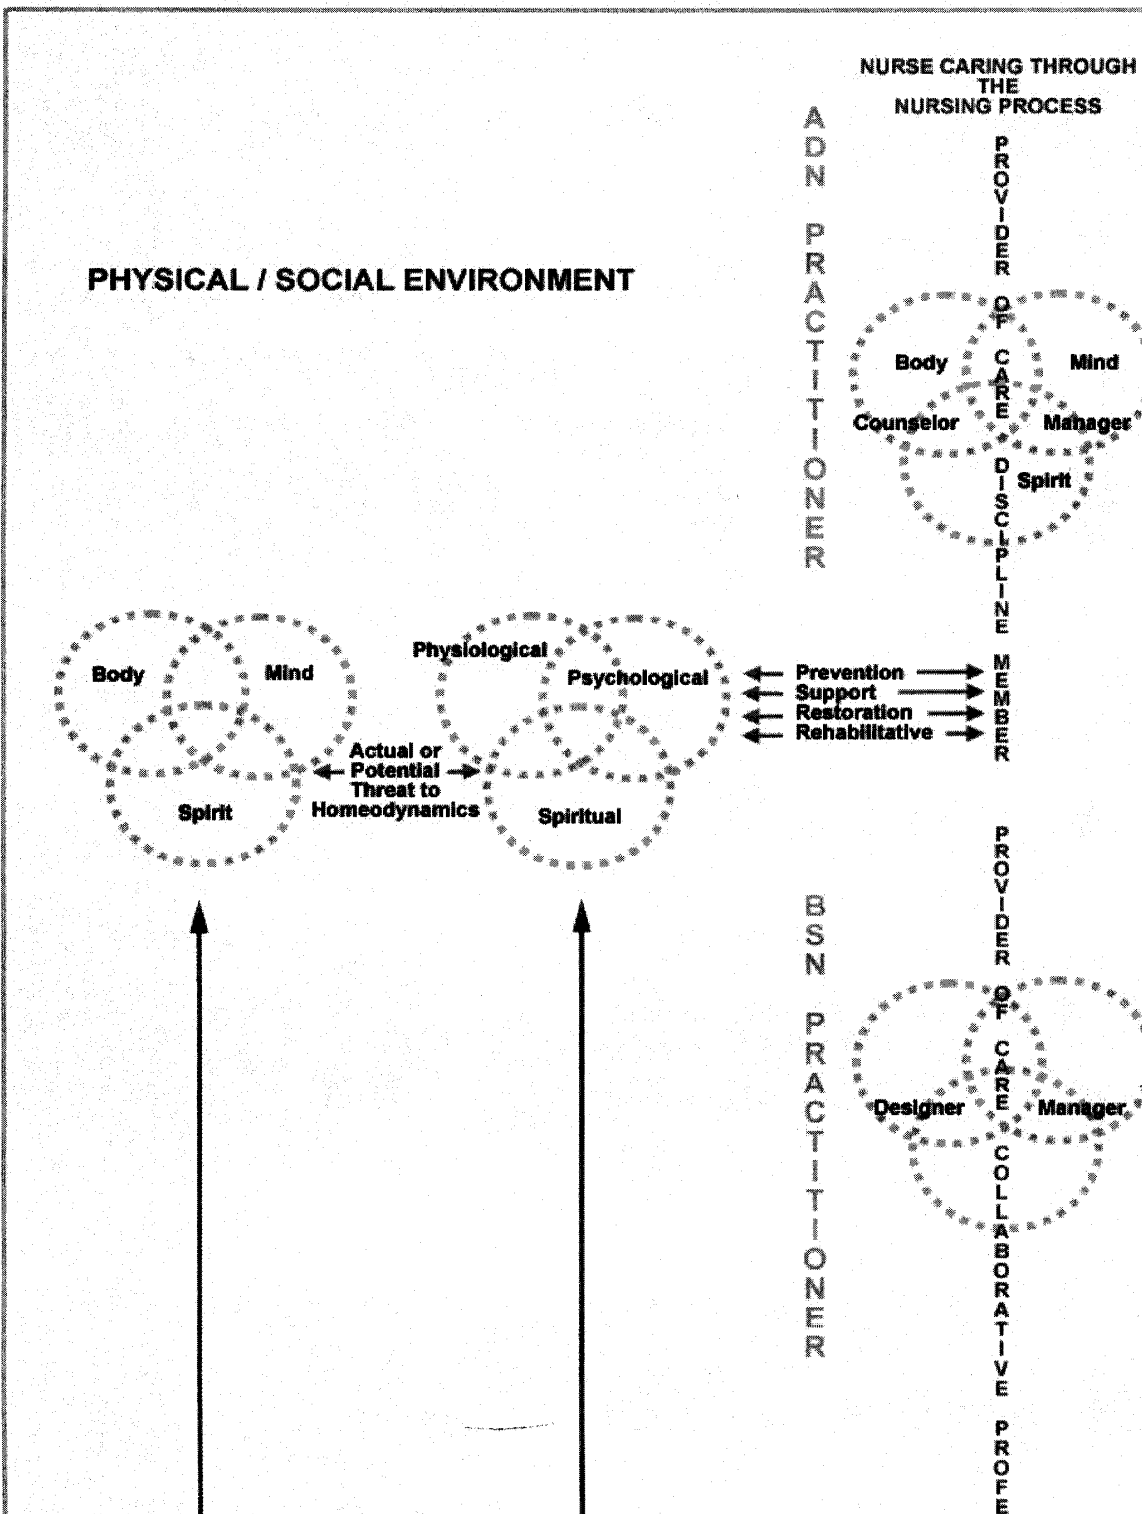 NURSE CARING THROUGH
THE
NURSING PROCESS
ADN PRACTITIONER
PROVIDER OF CARE, DISCIPLINE MEMBER
PHYSICAL / SOCIAL ENVIRONMENT
Body
Mind
Counselor
Manager
Spirit
Body
Mind
Spirit
Actual or
Potential
Threat to
Homeodynamics
Physiological
Psychological
Spiritual
Prevention
Support
Restoration
Rehabilitative
BSN PRACTITIONER
PROVIDER OF CARE, COLLABORATIVE PROFE
Designer
Manager